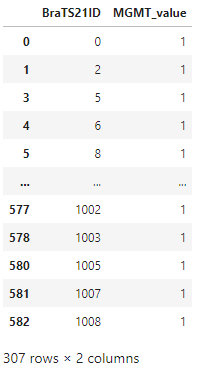 BraTS21ID MGMT_value
0 0 1
1 2 1
3 5 1
4 6 1
5 8 1
... ... ...
577 1002 1
578 1003 1
580 1005 1
581 1007 1
582 1008 1
307 rows × 2 columns